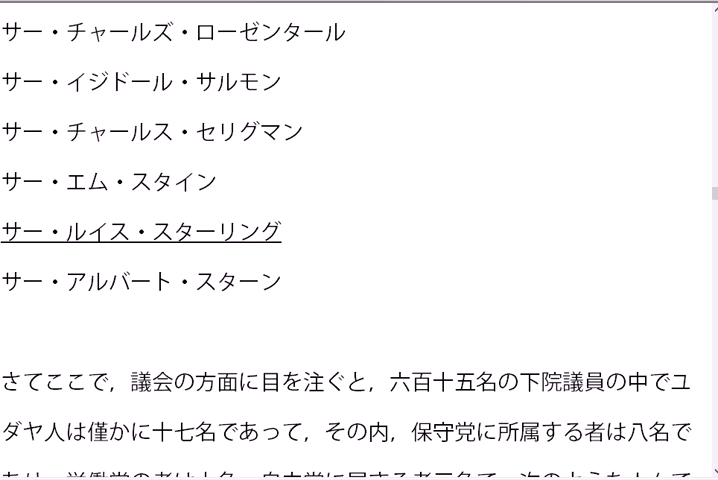 サー・チャールズ・ローゼンタール
サー・イジドール・サルモン
サー・チャールス・セリグマン
サー・エム・スタイン
サー・ルイス・スターリング
サー・アルバート・スターン
さてここで，議会の方面に目を注ぐと，六百十五名の下院議員の中でユ
ダヤ人は僅かに十七名であって，その内，保守党に所属する者は八名で